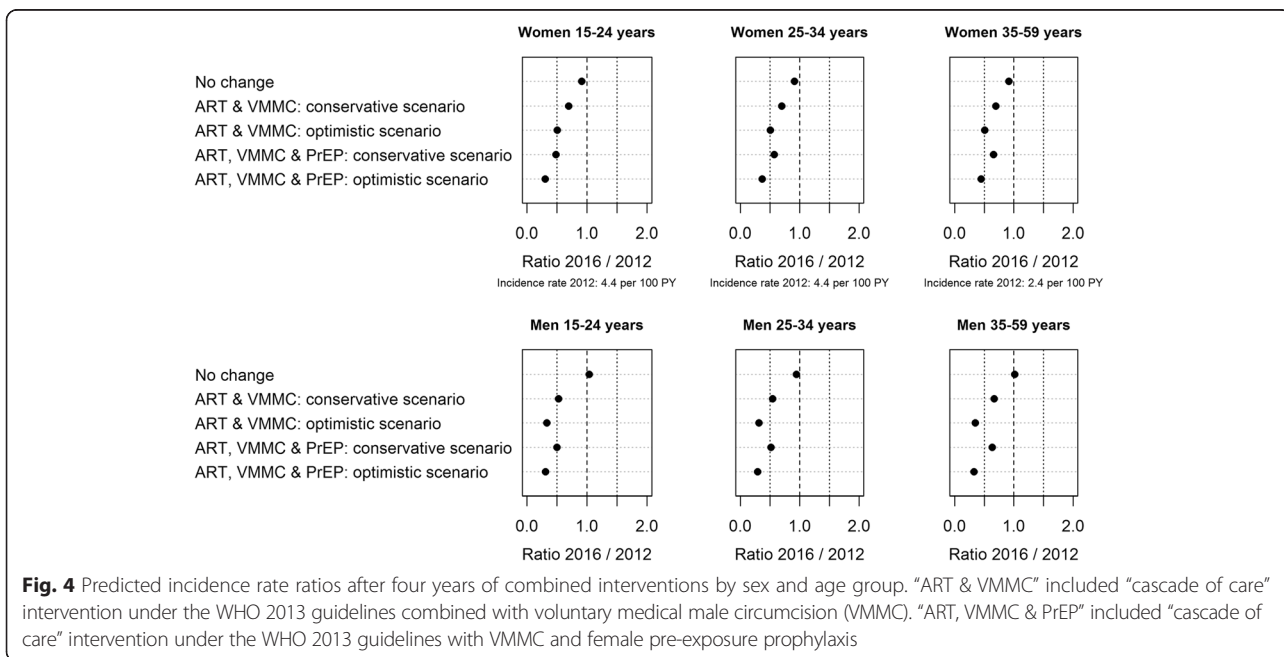 Women 15-24 years
Women 25-34 years
Women 35-59 years
No change
ART & VMMC: conservative scenario
ART & VMMC: optimistic scenario
ART, VMMC & PrEP: conservative scenario
ART, VMMC & PrEP: optimistic scenario
0.0 1.0 2.0
0.0 1.0 2.0
0.0 1.0 2.0
Ratio 2016 / 2012
Ratio 2016 / 2012
Ratio 2016 / 2012
Incidence rate 2012: 4.4 per 100 PY
Incidence rate 2012: 4.4 per 100 PY
Incidence rate 2012: 2.4 per 100 PY
Men 15-24 years
Men 25-34 years
Men 35-59 years
No change
ART & VMMC: conservative scenario
ART & VMMC: optimistic scenario
ART, VMMC & PrEP: conservative scenario
ART, VMMC & PrEP: optimistic scenario
0.0 1.0 2.0
0.0 1.0 2.0
0.0 1.0 2.0
Ratio 2016 / 2012
Ratio 2016 / 2012
Ratio 2016 / 2012
Fig. 4 Predicted incidence rate ratios after four years of combined interventions by sex and age group. “ART & VMMC” included “cascade of care”
intervention under the WHO 2013 guidelines combined with voluntary medical male circumcision (VMMC). “ART, VMMC & PrEP” included “cascade of
care” intervention under the WHO 2013 guidelines with VMMC and female pre-exposure prophylaxis